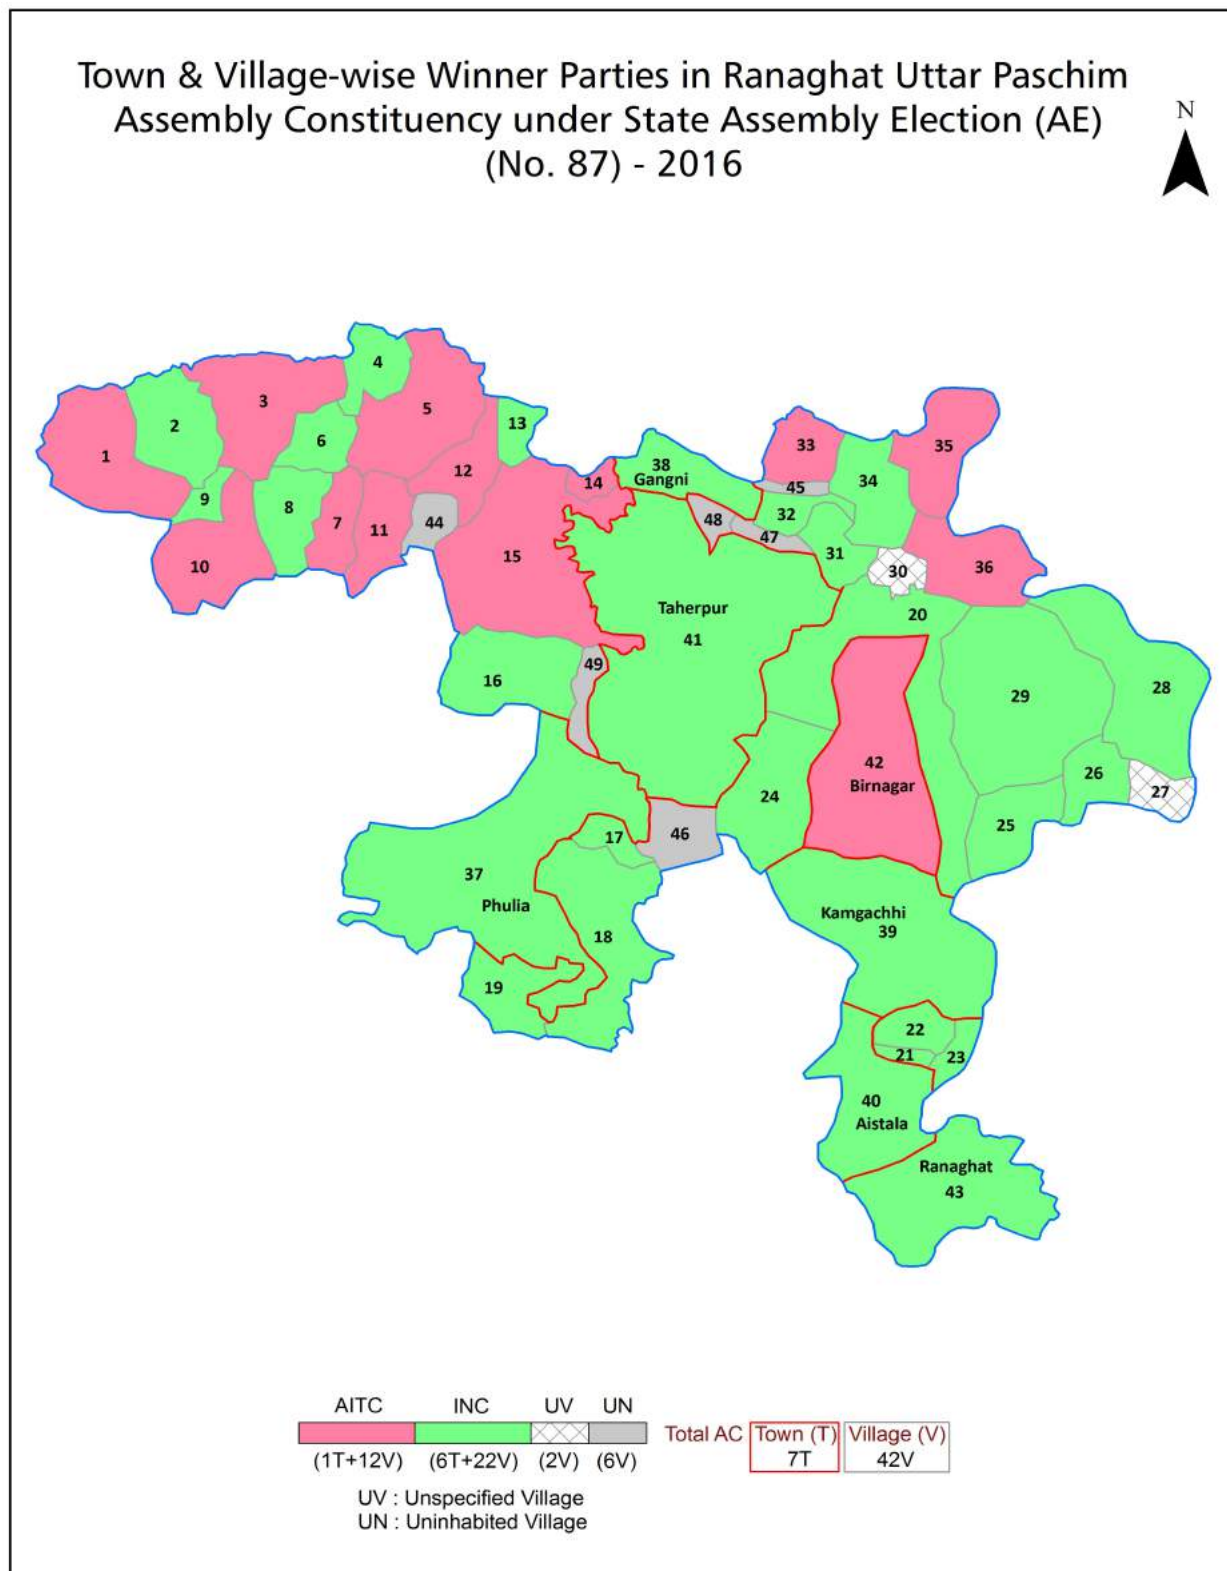 Town & Village-wise Winner Parties in Ranaghat Uttar Paschim
Assembly Constituency under State Assembly Election (AE)
(No. 87) - 2016
N
4
3
5
2
6
13
1
12
9
8
7
11
44
10
14
15
38
Gangni
33
35
45
34
48
32
47
31
30
36
20
Taherpur
41
49
16
29
28
42
Birnagar
26
27
24
25
46
17
37
Phulia
18
19
Kamgachhi
39
22
21
23
40
Aistala
Ranaghat
43
AITC INC UV UN
(1T+12V) (6T+22V) (2V) (6V)
Total AC Town (T) Village (V)
7T 42V
UV : Unspecified Village
UN : Uninhabited Village